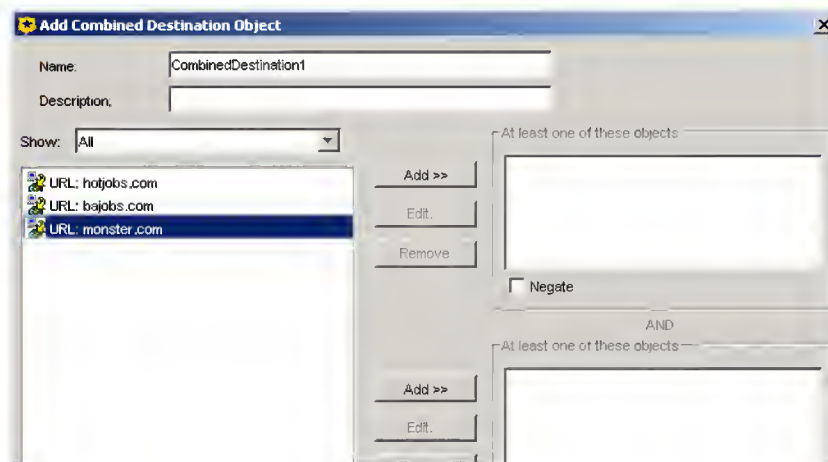 Add Combined Destination Object
Name: CombinedDestination1
Description.
Show: All
URL: hotjobs.com
URL: bajobs.com
URL: monster.com
Add >>
Edit.
Remove
At least one of these objects
Negate
AND
At least one of these objects
Add >>
Edit.